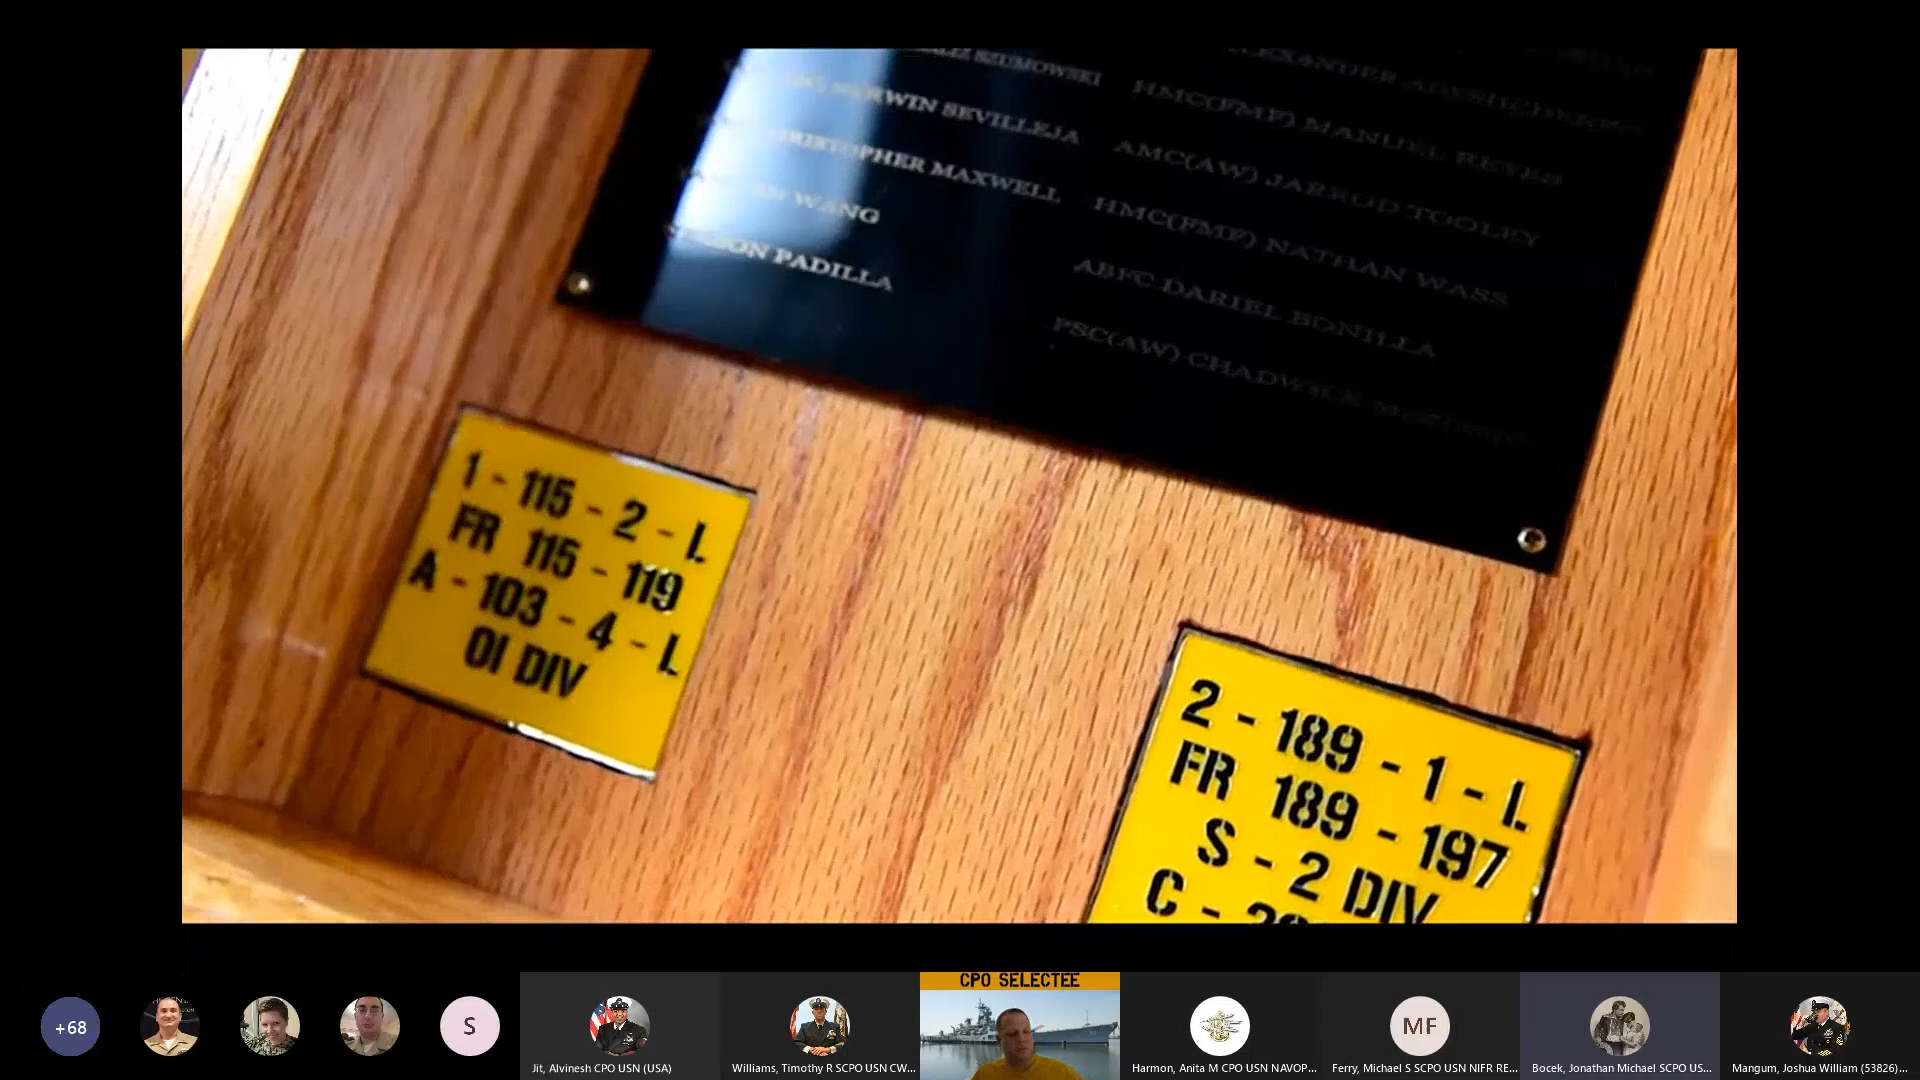 SZUMOWSKI
SEVILLEJA
MAXWELL
WANG
PADILLA
HMC(FMF) MANUEL REYES
AMC(AW) JARROD TOOLEY
HMC(FMF) NATHAN WASS
ABFC DARIEL BONILLA
PSC(AW) CHADWICK
1 - 115 - 2 - L
FR 115 - 119
A - 103 - 4 - L
OI DIV
2 - 189 - 1 - L
FR 189 - 197
S - 2 DIV
C -
+68
S
CPO SELECTEE
MF
Jit, Alvinesh CPO USN (USA)
Williams, Timothy R SCPO USN CW...
Harmon, Anita M CPO USN NAVOP...
Ferry, Michael S SCPO USN NIFR RE...
Bocek, Jonathan Michael SCPO US...
Mangum, Joshua William (53826)...